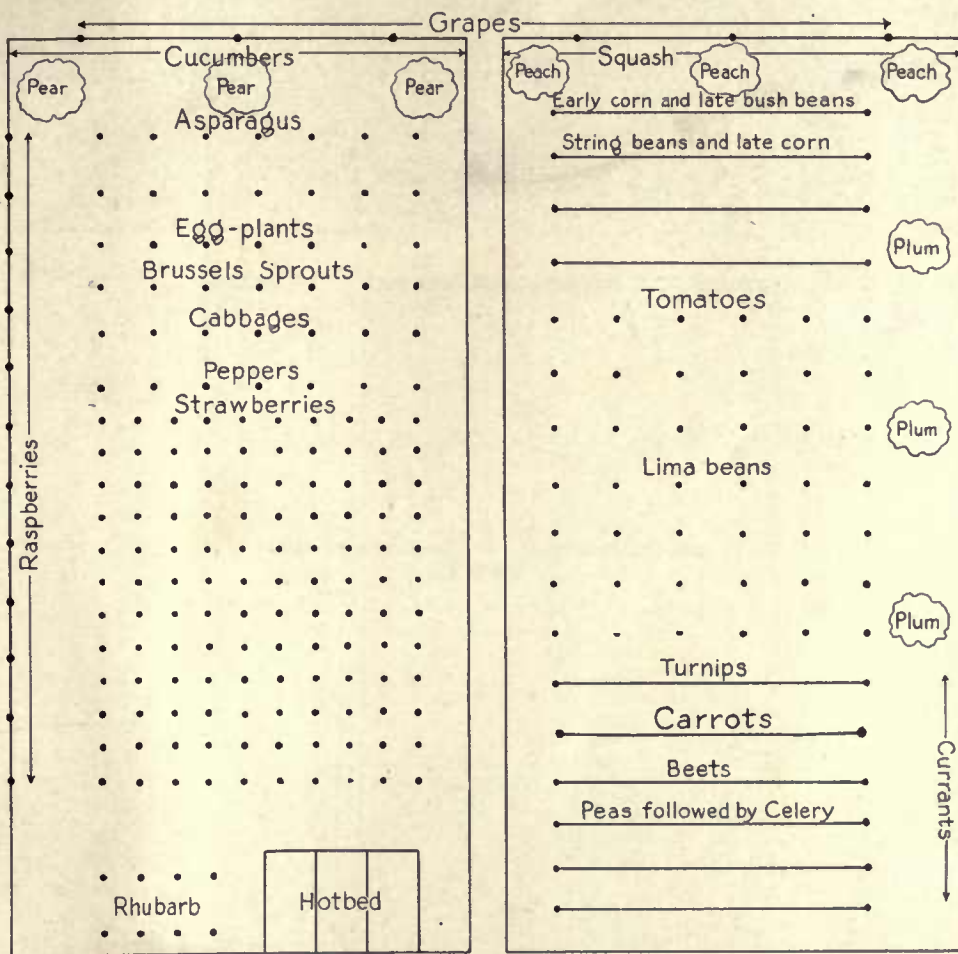 Grapes
Cucumbers
Pear
Pear
Pear
Asparagus
Egg-plants
Brussels Sprouts
Cabbages
Peppers
Strawberries
Raspberries
Rhubarb
Hotbed
Squash
Peach
Peach
Peach
Early corn and late bush beans
String beans and late corn
Plum
Tomatoes
Plum
Lima beans
Plum
Turnips
Carrots
Beets
Peas followed by Celery
Currants